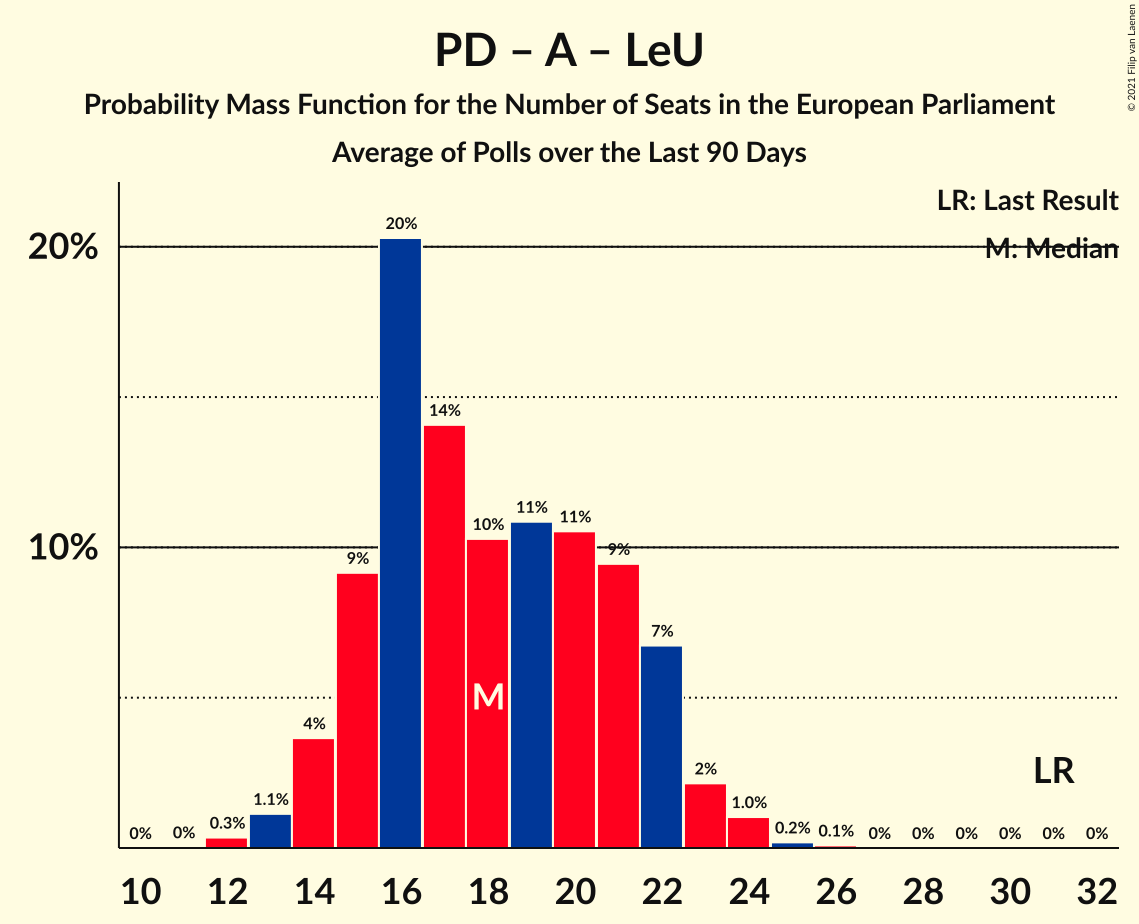 PD – A – LeU
Probability Mass Function for the Number of Seats in the European Parliament
Average of Polls over the Last 90 Days
© 2021 Filip van Laenen
LR: Last Result
M: Median
20%
10%
0%
0%
0.3%
1.1%
4%
9%
20%
14%
10%
11%
11%
9%
7%
2%
1.0%
0.2%
0.1%
0%
0%
0%
0%
0%
0%
M
LR
10 12 14 16 18 20 22 24 26 28 30 32